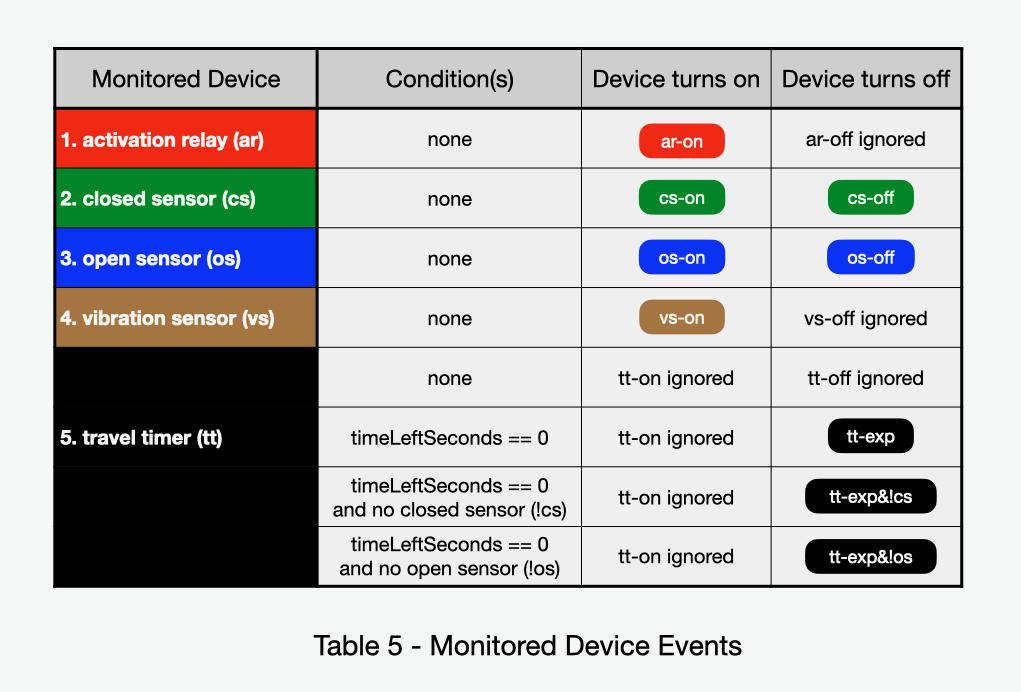 Monitored Device Condition(s) Device turns on Device turns off
1. activation relay (ar) none ar-on ar-off ignored
2. closed sensor (cs) none cs-on cs-off
3. open sensor (os) none os-on os-off
4. vibration sensor (vs) none vs-on vs-off ignored
none tt-on ignored tt-off ignored
5. travel timer (tt) timeLeftSeconds == 0 tt-on ignored tt-exp
timeLeftSeconds == 0
and no closed sensor (!cs) tt-on ignored tt-exp&!cs
timeLeftSeconds == 0
and no open sensor (!os) tt-on ignored tt-exp&!os
Table 5 - Monitored Device Events